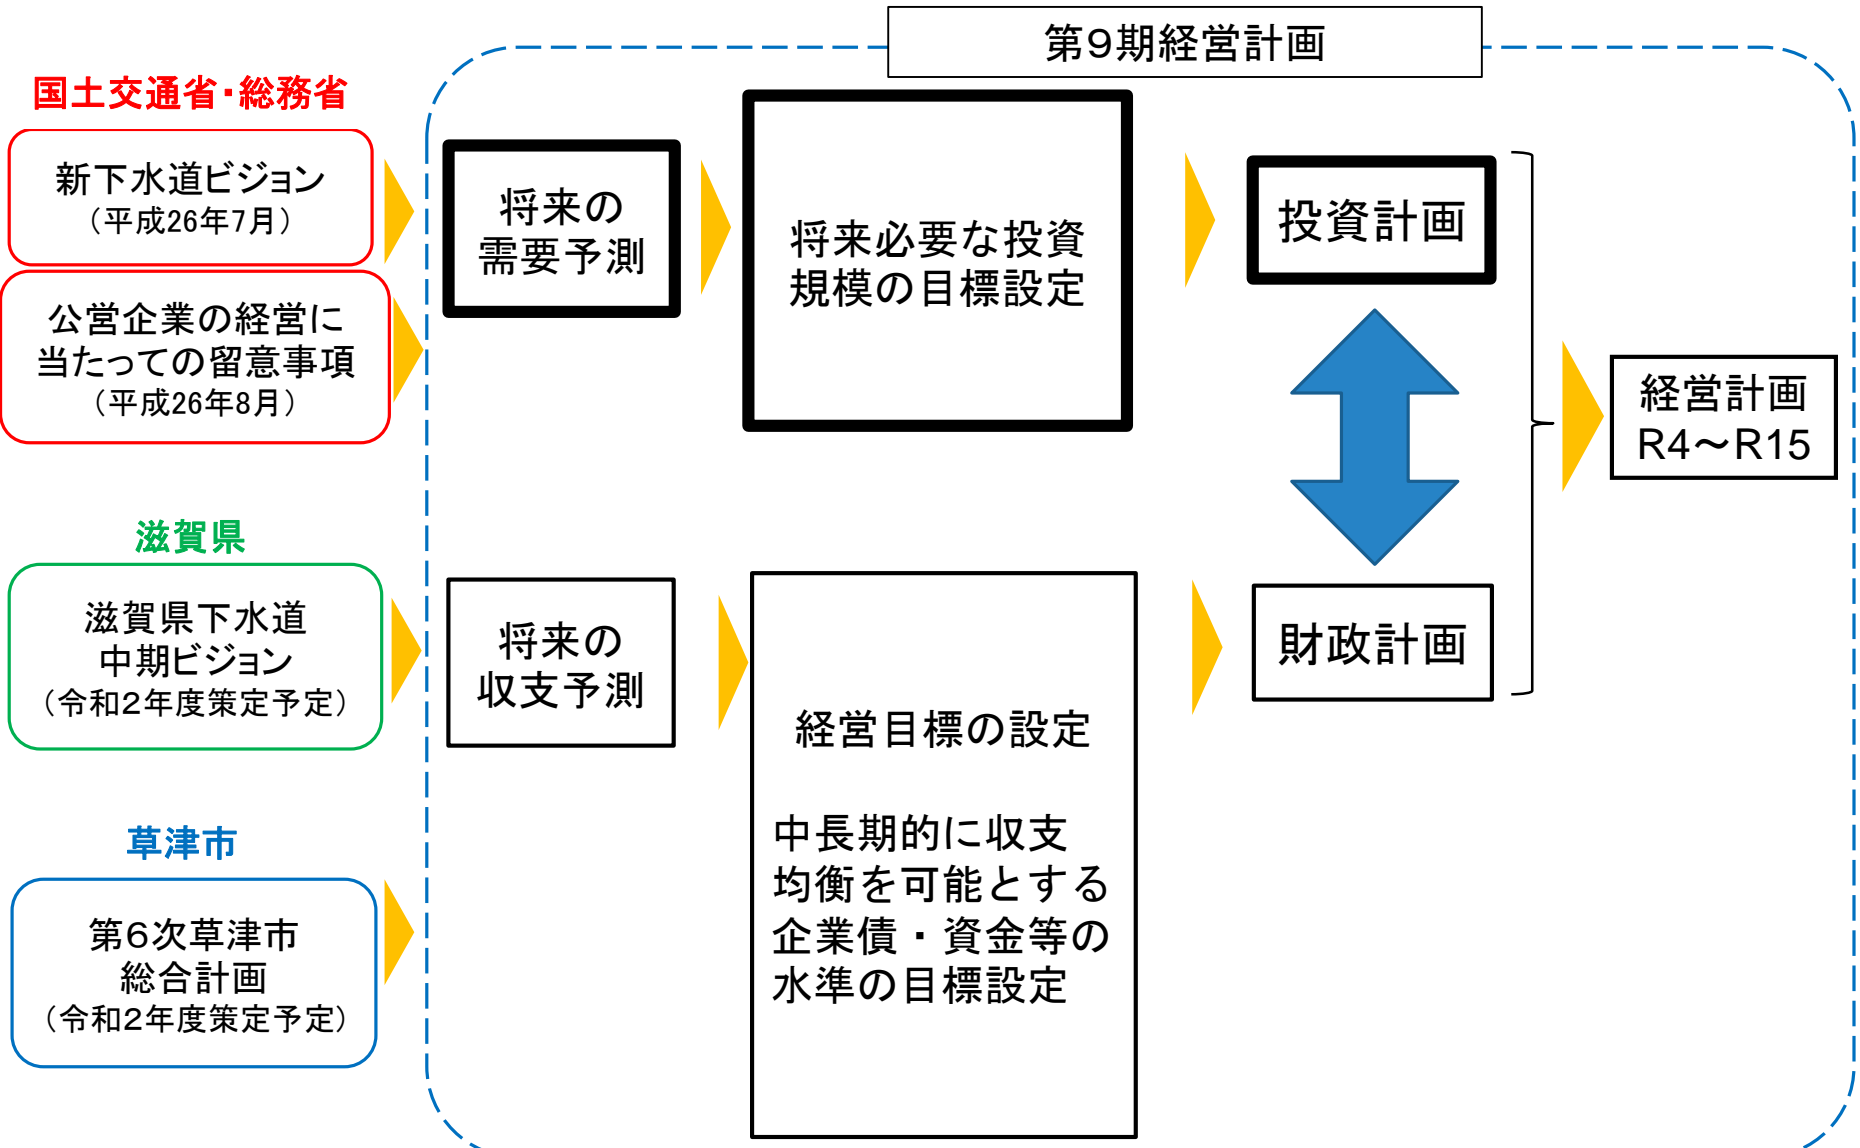 第９期経営計画
国土交通省・総務省
新下水道ビジョン
（平成26年7月）
公営企業の経営に
当たっての留意事項
（平成26年8月）
滋賀県
滋賀県下水道
中期ビジョン
（令和２年度策定予定）
草津市
第６次草津市
総合計画
（令和２年度策定予定）
将来の
需要予測
将来必要な投資
規模の目標設定
投資計画
将来の
収支予測
経営目標の設定
中長期的に収支
均衡を可能とする
企業債・資金等の
水準の目標設定
財政計画
経営計画
R4～R15